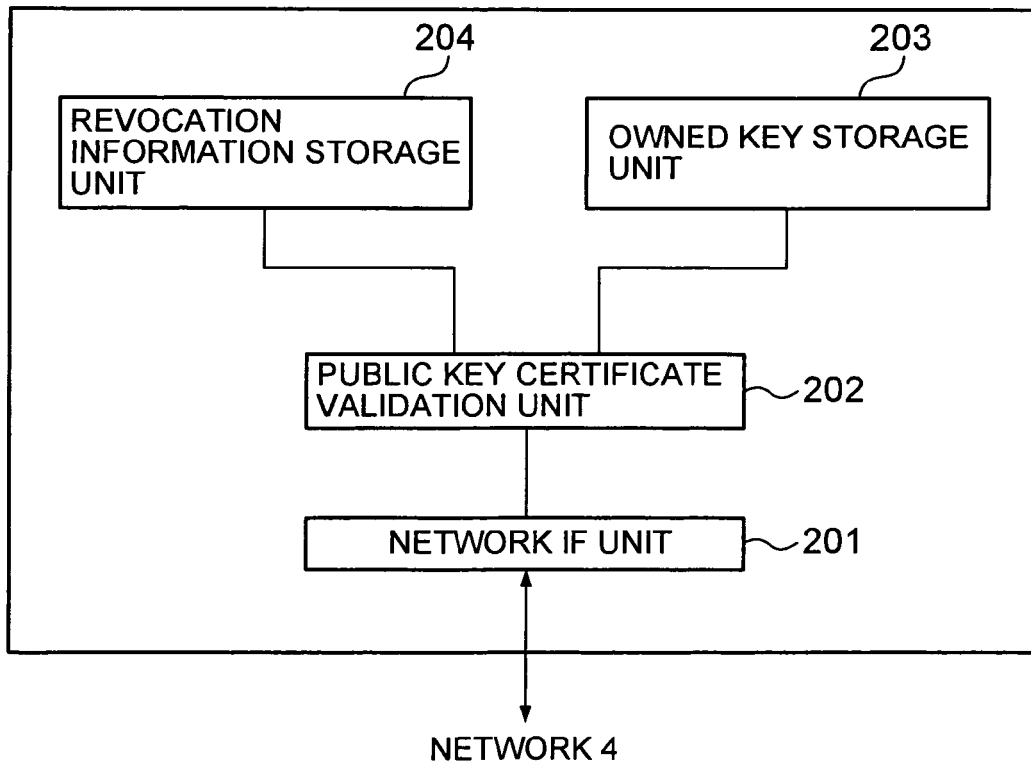 204
203
REVOCATION
INFORMATION STORAGE
UNIT
OWNED KEY STORAGE
UNIT
PUBLIC KEY CERTIFICATE
VALIDATION UNIT
202
NETWORK IF UNIT
201
NETWORK 4